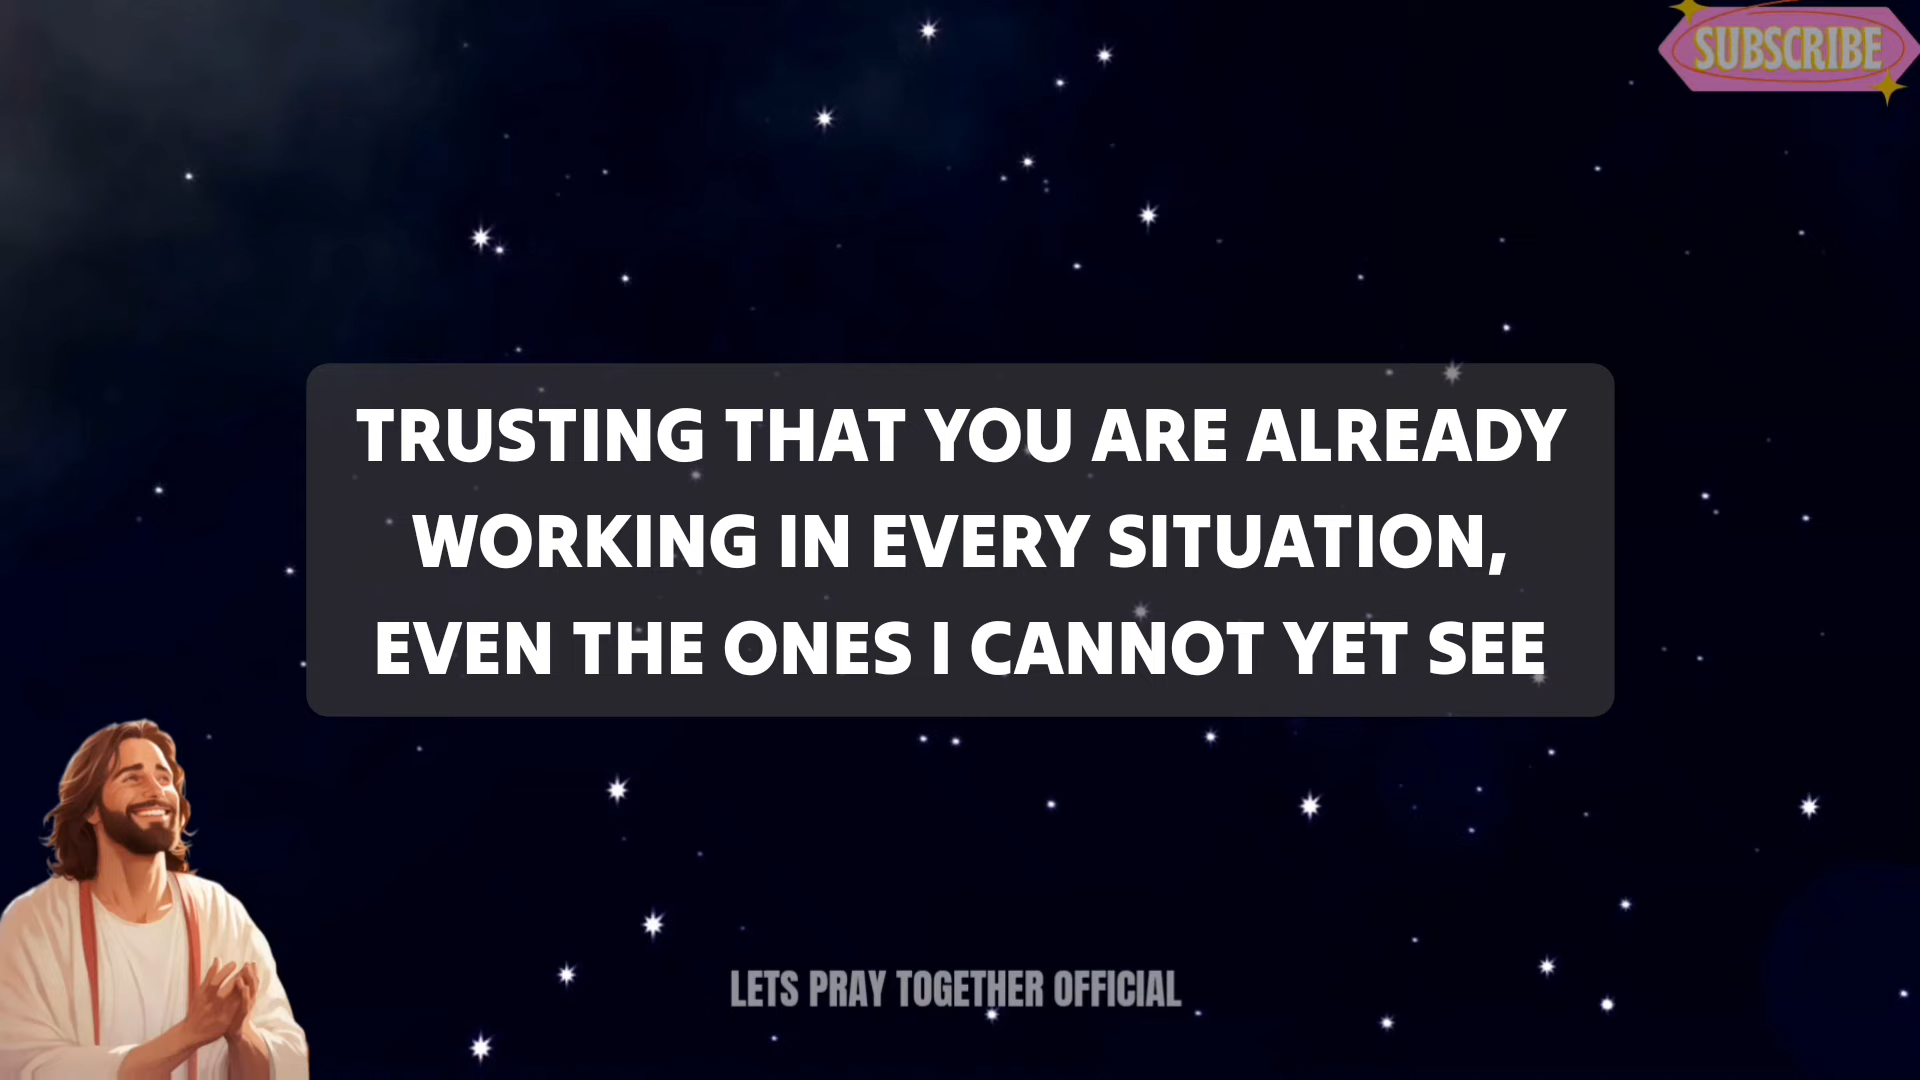 SUBSCRIBE
TRUSTING THAT YOU ARE ALREADY
WORKING IN EVERY SITUATION,
EVEN THE ONES I CANNOT YET SEE
LETS PRAY TOGETHER OFFICIAL